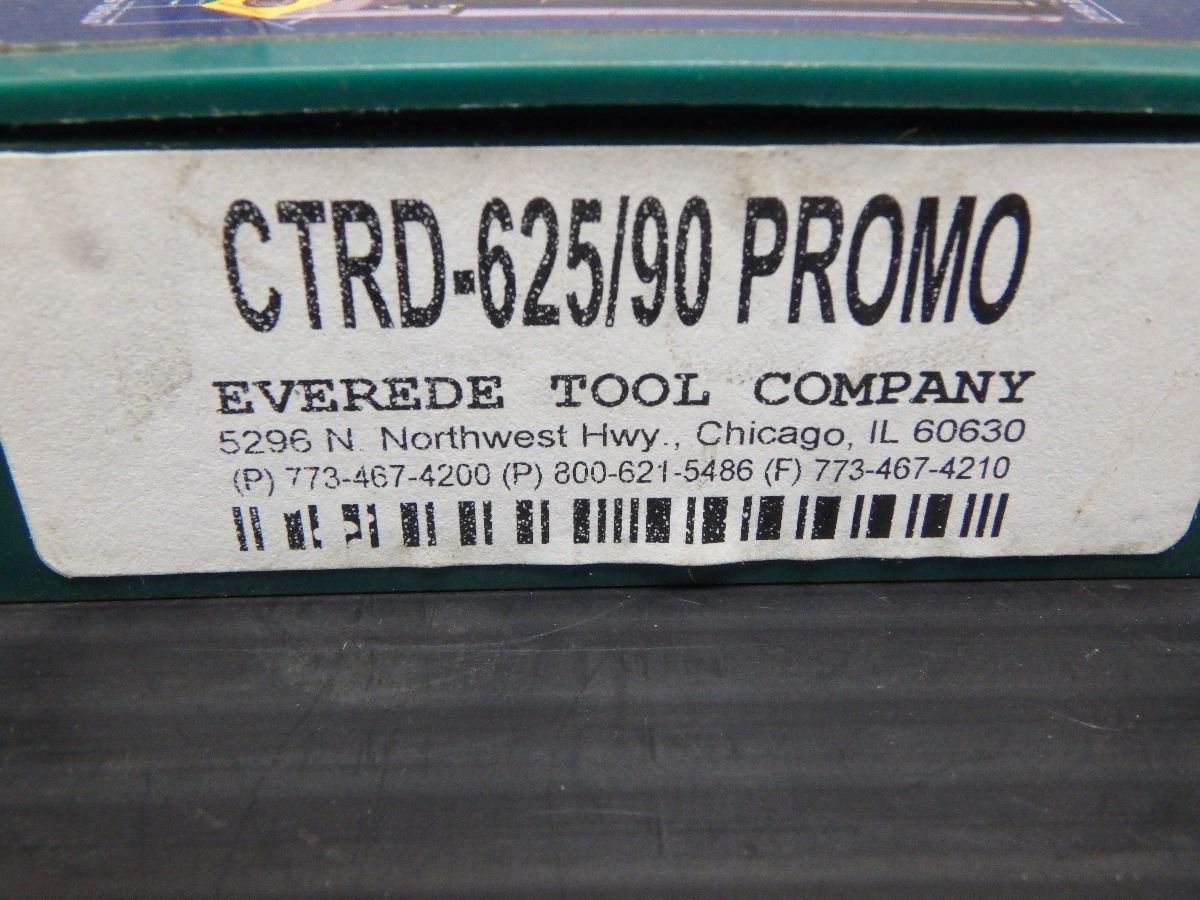 CTRD-625/90 PROMO
EVEREDE TOOL COMPANY
5296 N. Northwest Hwy., Chicago, IL 60630
(P) 773-467-4200 (P) 800-621-5486 (F) 773-467-4210